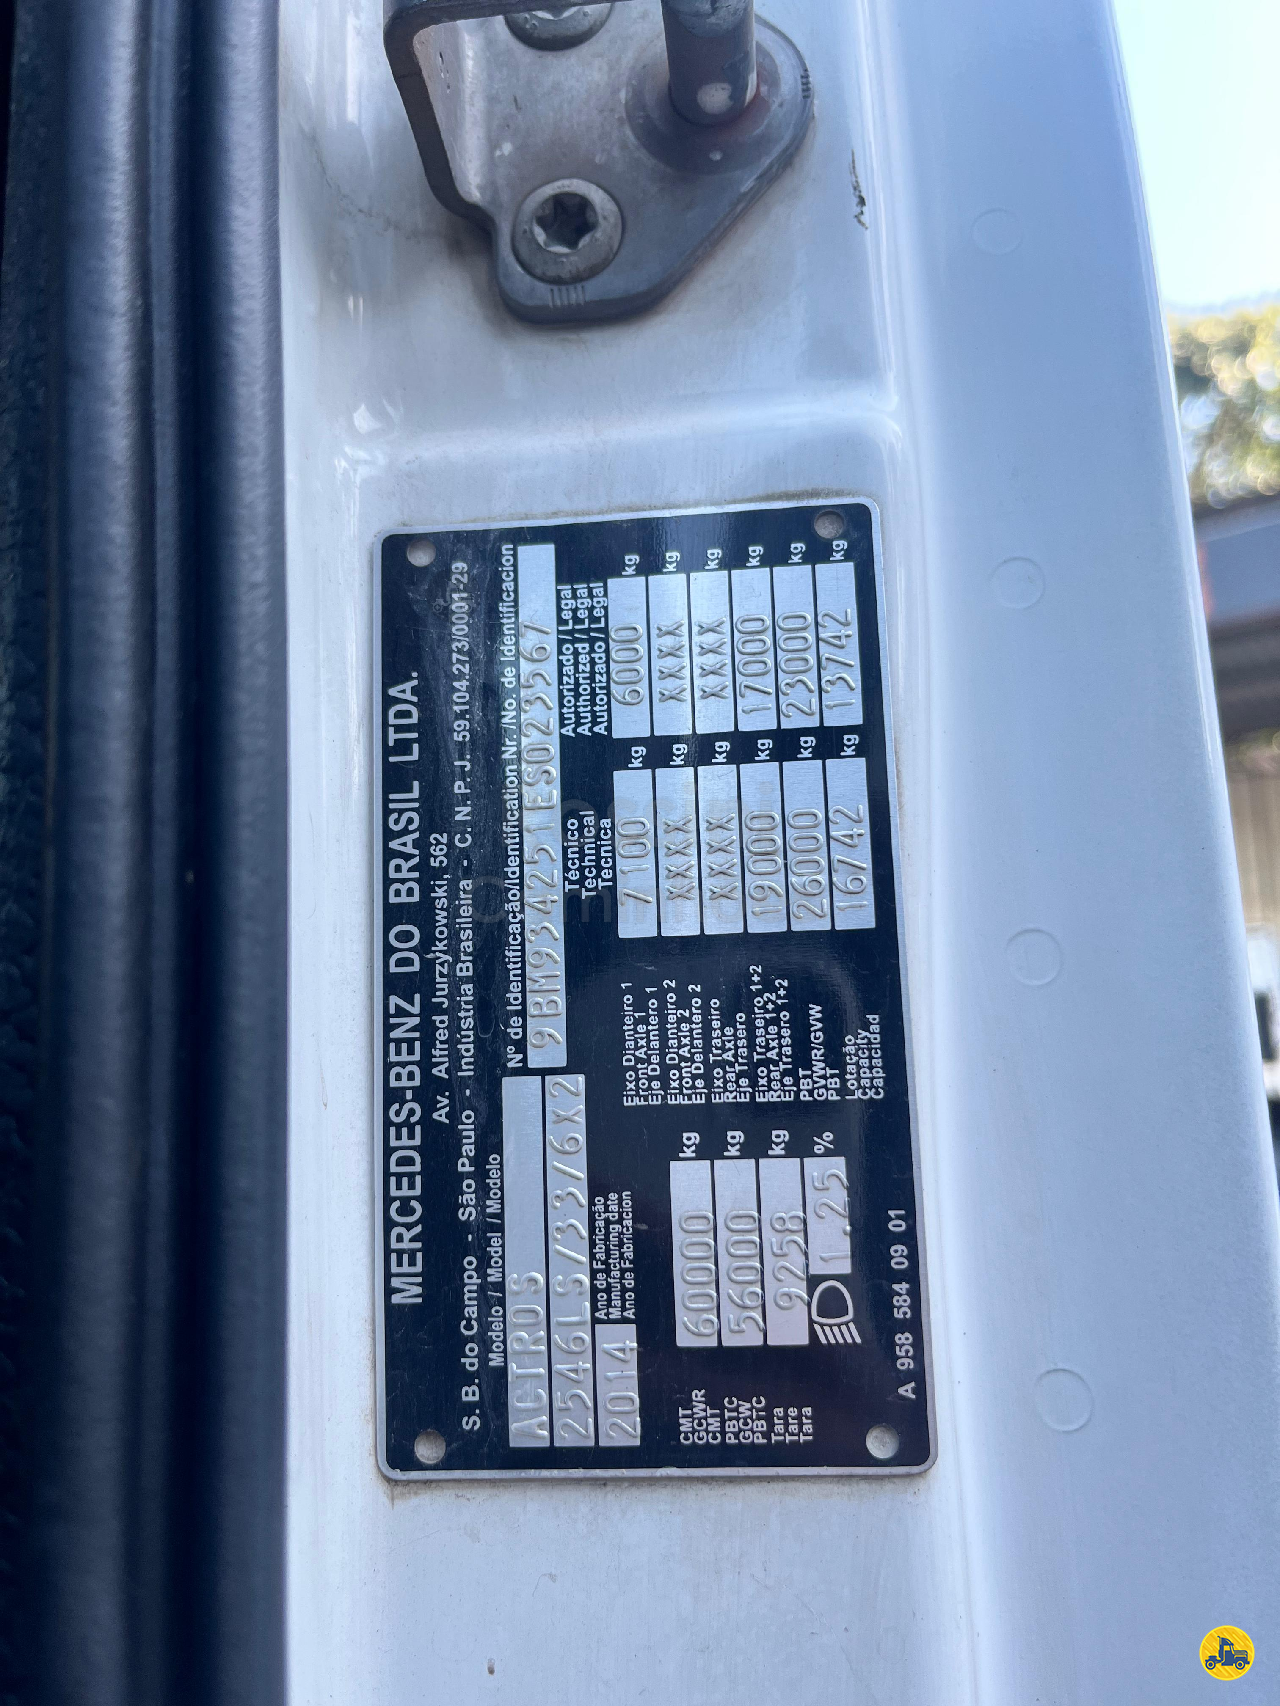 MERCEDES-BENZ DO BRASIL LTDA.
Av. Alfred Jurzykowski, 562
S. B. do Campo - São Paulo - Indústria Brasileira - C. N. P. J. 59.104.273/0001-29
Modelo / Model / Modelo
Nº de Identificação/Identification Nr./No. de Identificacion
ACTROS
9BM934251ES023567
2546LS/33/6X2
2014
Ano de Fabricação
Manufacturing date
Ano de Fabricacion
Técnico
Technical
Tecnica
Autorizado / Legal
Authorized / Legal
Autorizado / Legal
Eixo Dianteiro 1
Front Axle 1
Eje Delantero 1
7100 kg 6000 kg
Eixo Dianteiro 2
Front Axle 2
Eje Delantero 2
XXXX kg XXXX kg
Eixo Traseiro
Rear Axle
Eje Trasero
XXXX kg XXXX kg
Eixo Traseiro 1+2
Rear Axle 1+2
Eje Trasero 1+2
19000 kg 17000 kg
PBT
GVWR/GVW
PBT
26000 kg 23000 kg
Lotação
Capacity
Capacidad
16742 kg 13742 kg
CMT
GCWR
CMT
60000 kg
PBTC
GCW
PBTC
56000 kg
Tara
Tare
Tara
9258 kg
1.25 %
A 958 584 09 01